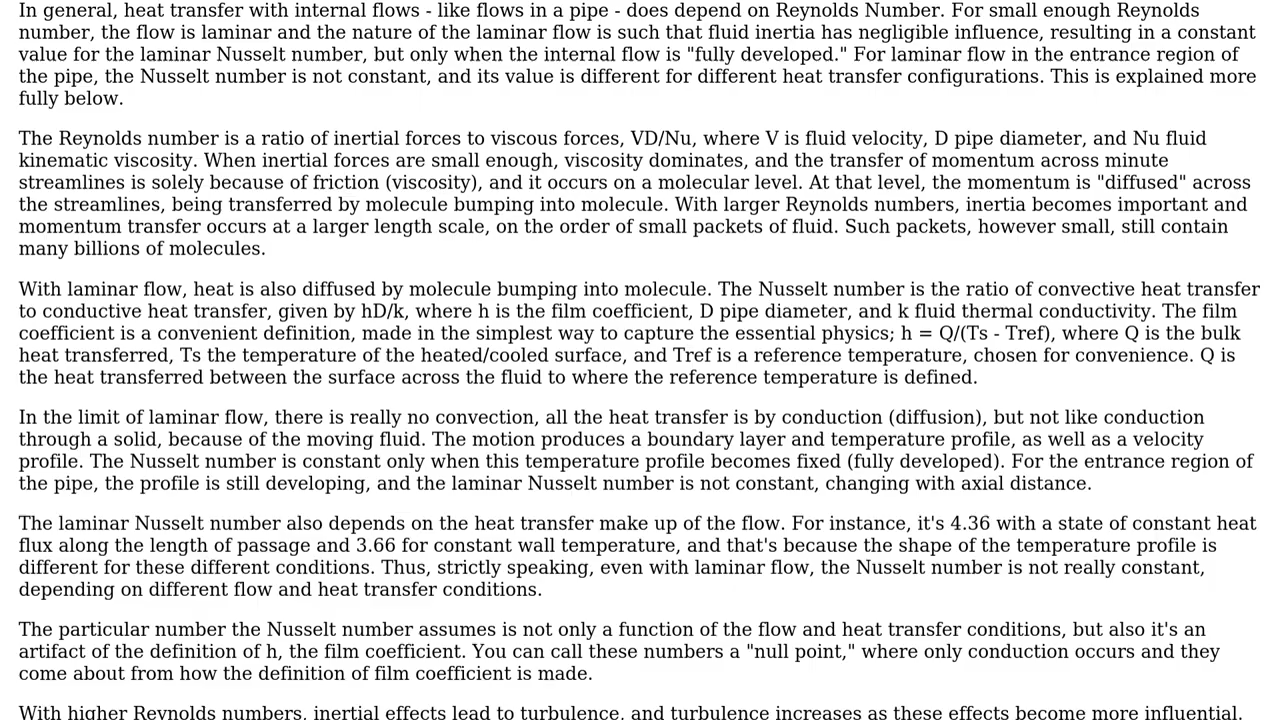 In general, heat transfer with internal flows - like flows in a pipe - does depend on Reynolds Number. For small enough Reynolds
number, the flow is laminar and the nature of the laminar flow is such that fluid inertia has negligible influence, resulting in a constant
value for the laminar Nusselt number, but only when the internal flow is "fully developed." For laminar flow in the entrance region of
the pipe, the Nusselt number is not constant, and its value is different for different heat transfer configurations. This is explained more
fully below.
The Reynolds number is a ratio of inertial forces to viscous forces, VD/Nu, where V is fluid velocity, D pipe diameter, and Nu fluid
kinematic viscosity. When inertial forces are small enough, viscosity dominates, and the transfer of momentum across minute
streamlines is solely because of friction (viscosity), and it occurs on a molecular level. At that level, the momentum is "diffused" across
the streamlines, being transferred by molecule bumping into molecule. With larger Reynolds numbers, inertia becomes important and
momentum transfer occurs at a larger length scale, on the order of small packets of fluid. Such packets, however small, still contain
many billions of molecules.
With laminar flow, heat is also diffused by molecule bumping into molecule. The Nusselt number is the ratio of convective heat transfer
to conductive heat transfer, given by hD/k, where h is the film coefficient, D pipe diameter, and k fluid thermal conductivity. The film
coefficient is a convenient definition, made in the simplest way to capture the essential physics; h = Q/(Ts - Tref), where Q is the bulk
heat transferred, Ts the temperature of the heated/cooled surface, and Tref is a reference temperature, chosen for convenience. Q is
the heat transferred between the surface across the fluid to where the reference temperature is defined.
In the limit of laminar flow, there is really no convection, all the heat transfer is by conduction (diffusion), but not like conduction
through a solid, because of the moving fluid. The motion produces a boundary layer and temperature profile, as well as a velocity
profile. The Nusselt number is constant only when this temperature profile becomes fixed (fully developed). For the entrance region of
the pipe, the profile is still developing, and the laminar Nusselt number is not constant, changing with axial distance.
The laminar Nusselt number also depends on the heat transfer make up of the flow. For instance, it's 4.36 with a state of constant heat
flux along the length of passage and 3.66 for constant wall temperature, and that's because the shape of the temperature profile is
different for these different conditions. Thus, strictly speaking, even with laminar flow, the Nusselt number is not really constant,
depending on different flow and heat transfer conditions.
The particular number the Nusselt number assumes is not only a function of the flow and heat transfer conditions, but also it's an
artifact of the definition of h, the film coefficient. You can call these numbers a "null point," where only conduction occurs and they
come about from how the definition of film coefficient is made.
With higher Reynolds numbers, inertial effects lead to turbulence, and turbulence increases as these effects become more influential.